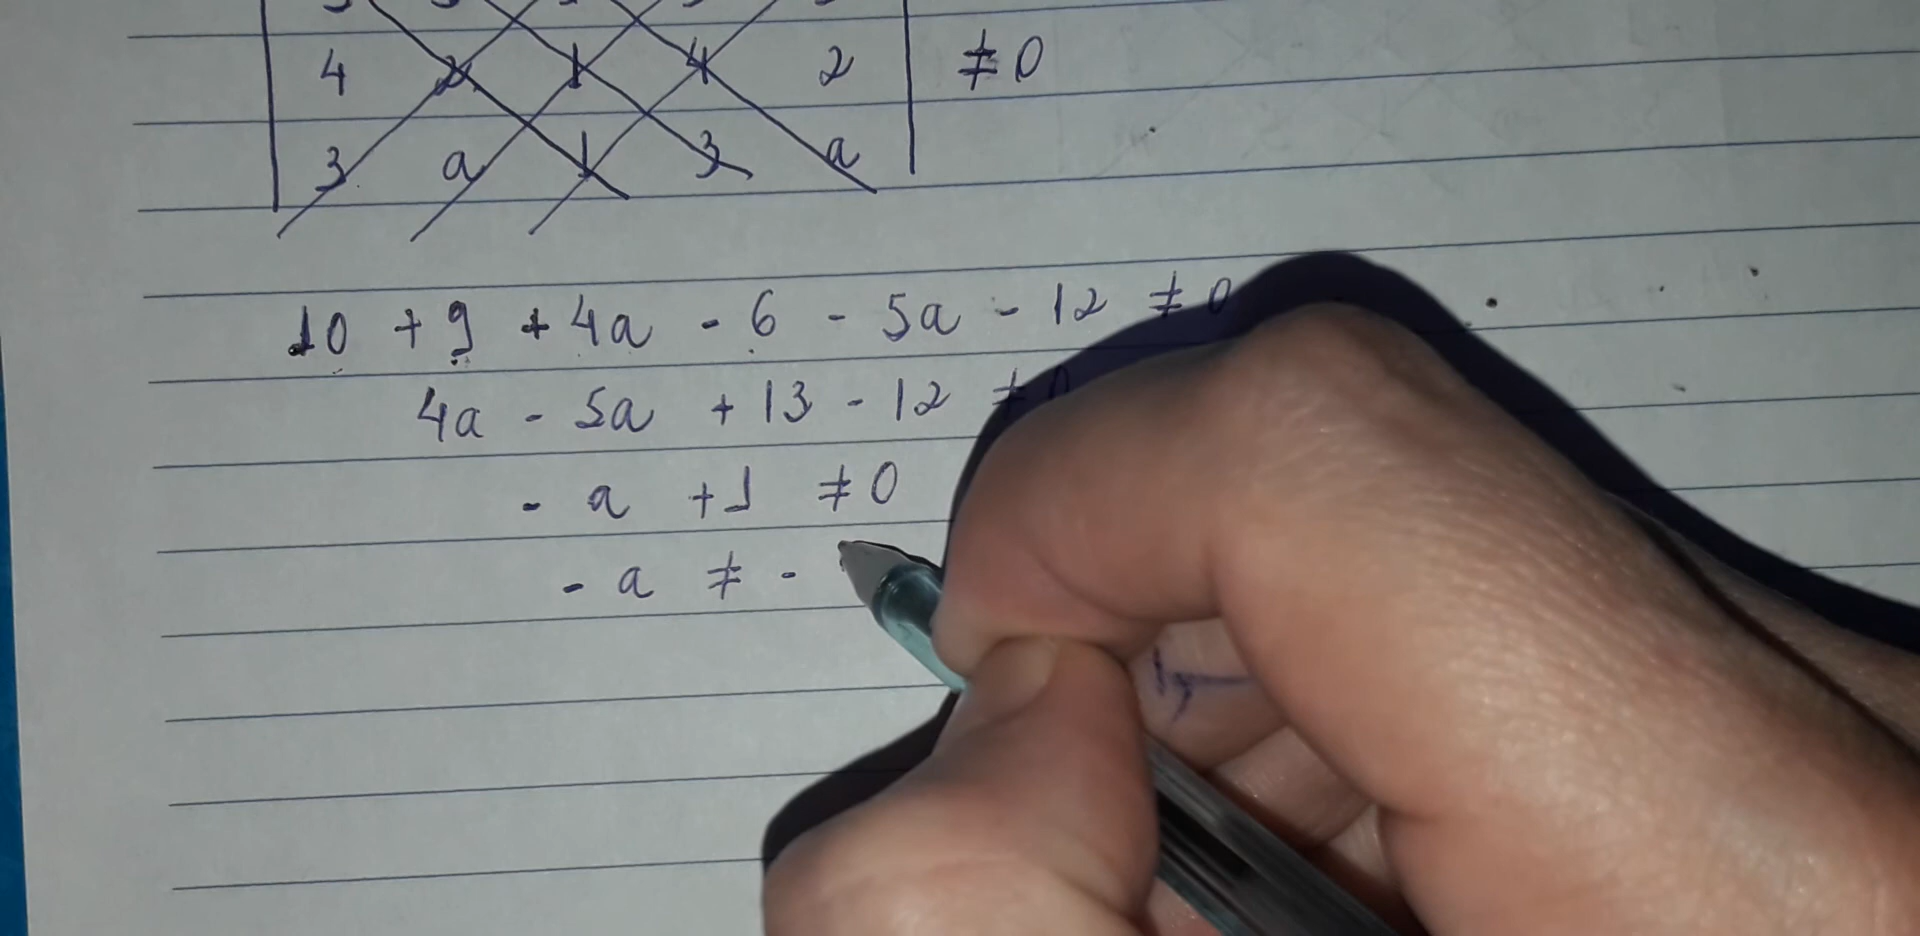 4 2 1 4 2 ≠ 0
3 a 1 3 a
10 + 9 + 4a - 6 - 5a - 12 ≠ 0
4a - 5a + 13 - 12 ≠ 0
- a + 1 ≠ 0
- a ≠ -